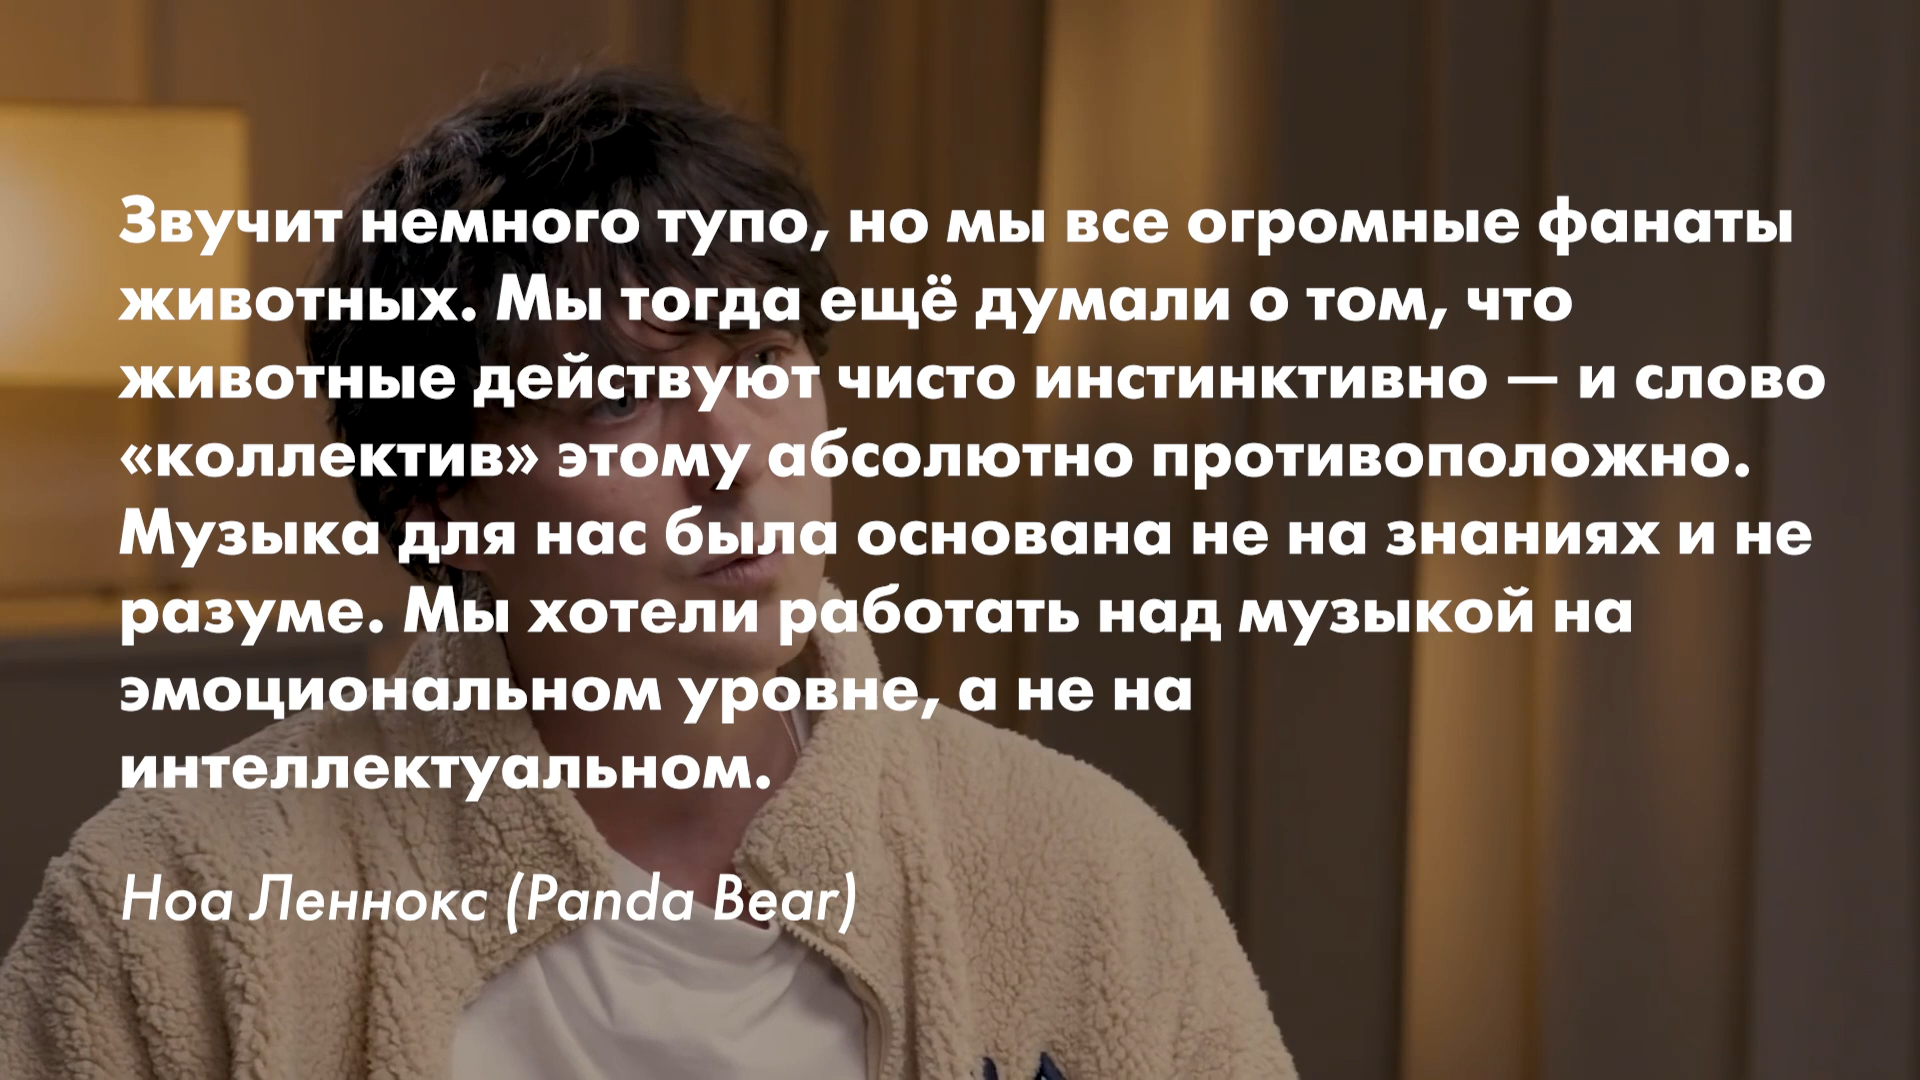 Звучит немного тупо, но мы все огромные фанаты
животных. Мы тогда ещё думали о том, что
животные действуют чисто инстинктивно — и слово
«коллектив» этому абсолютно противоположно.
Музыка для нас была основана не на знаниях и не
разуме. Мы хотели работать над музыкой на
эмоциональном уровне, а не на
интеллектуальном.
Ноа Леннокс (Panda Bear)